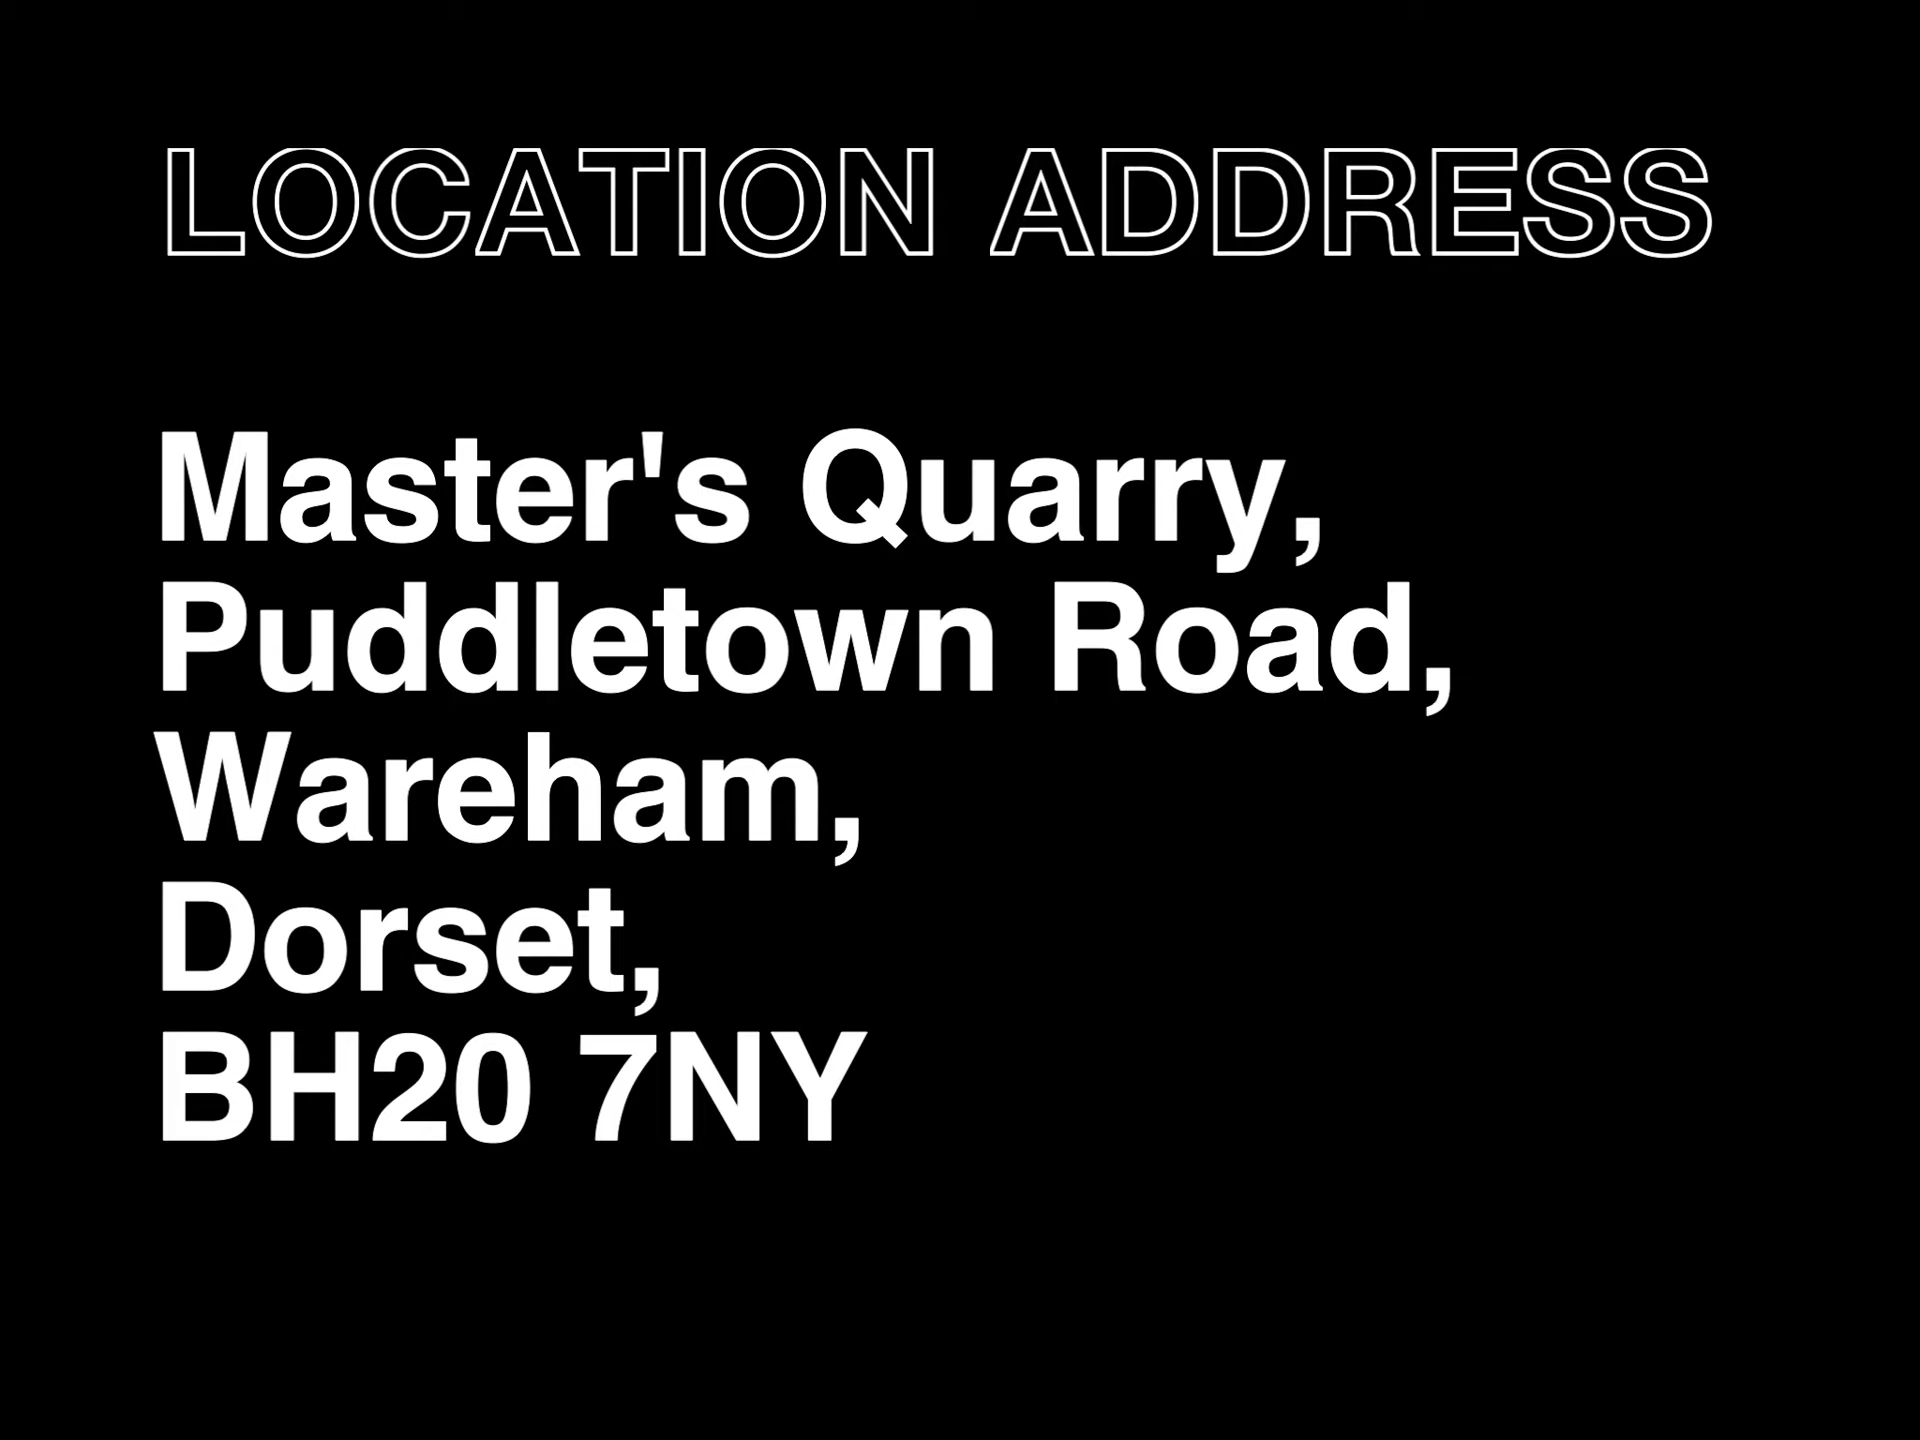 LOCATION ADDRESS
Master's Quarry,
Puddletown Road,
Wareham,
Dorset,
BH20 7NY